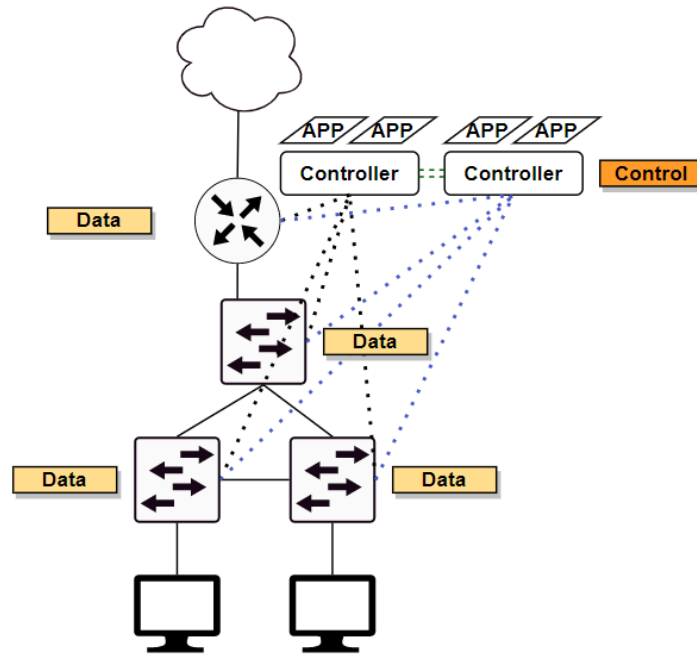 APP APP APP APP
Controller Controller Control
Data
Data
Data Data